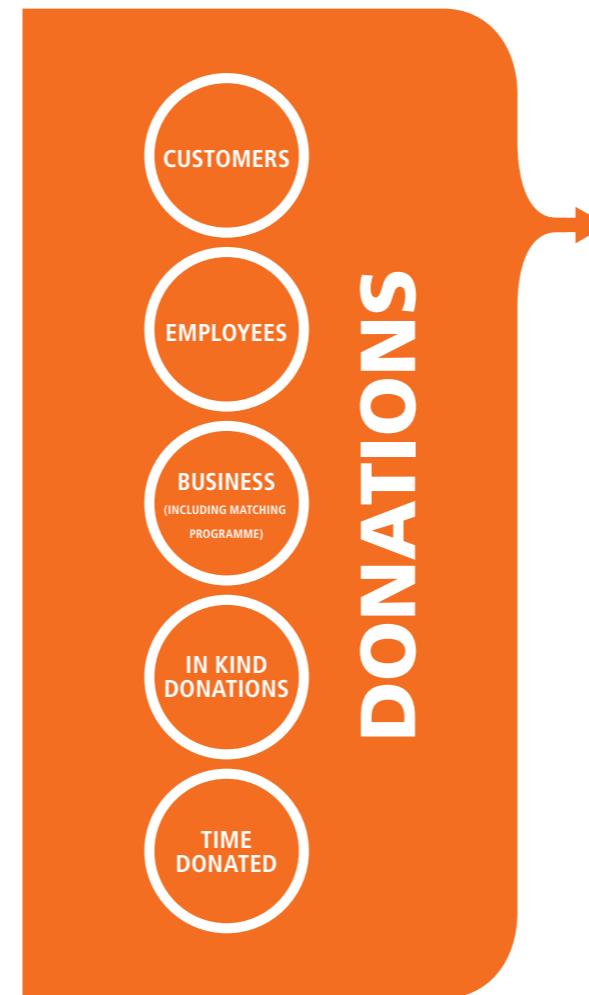 CUSTOMERS
EMPLOYEES
BUSINESS
(INCLUDING MATCHING
PROGRAMME)
IN KIND
DONATIONS
TIME
DONATED
DONATIONS